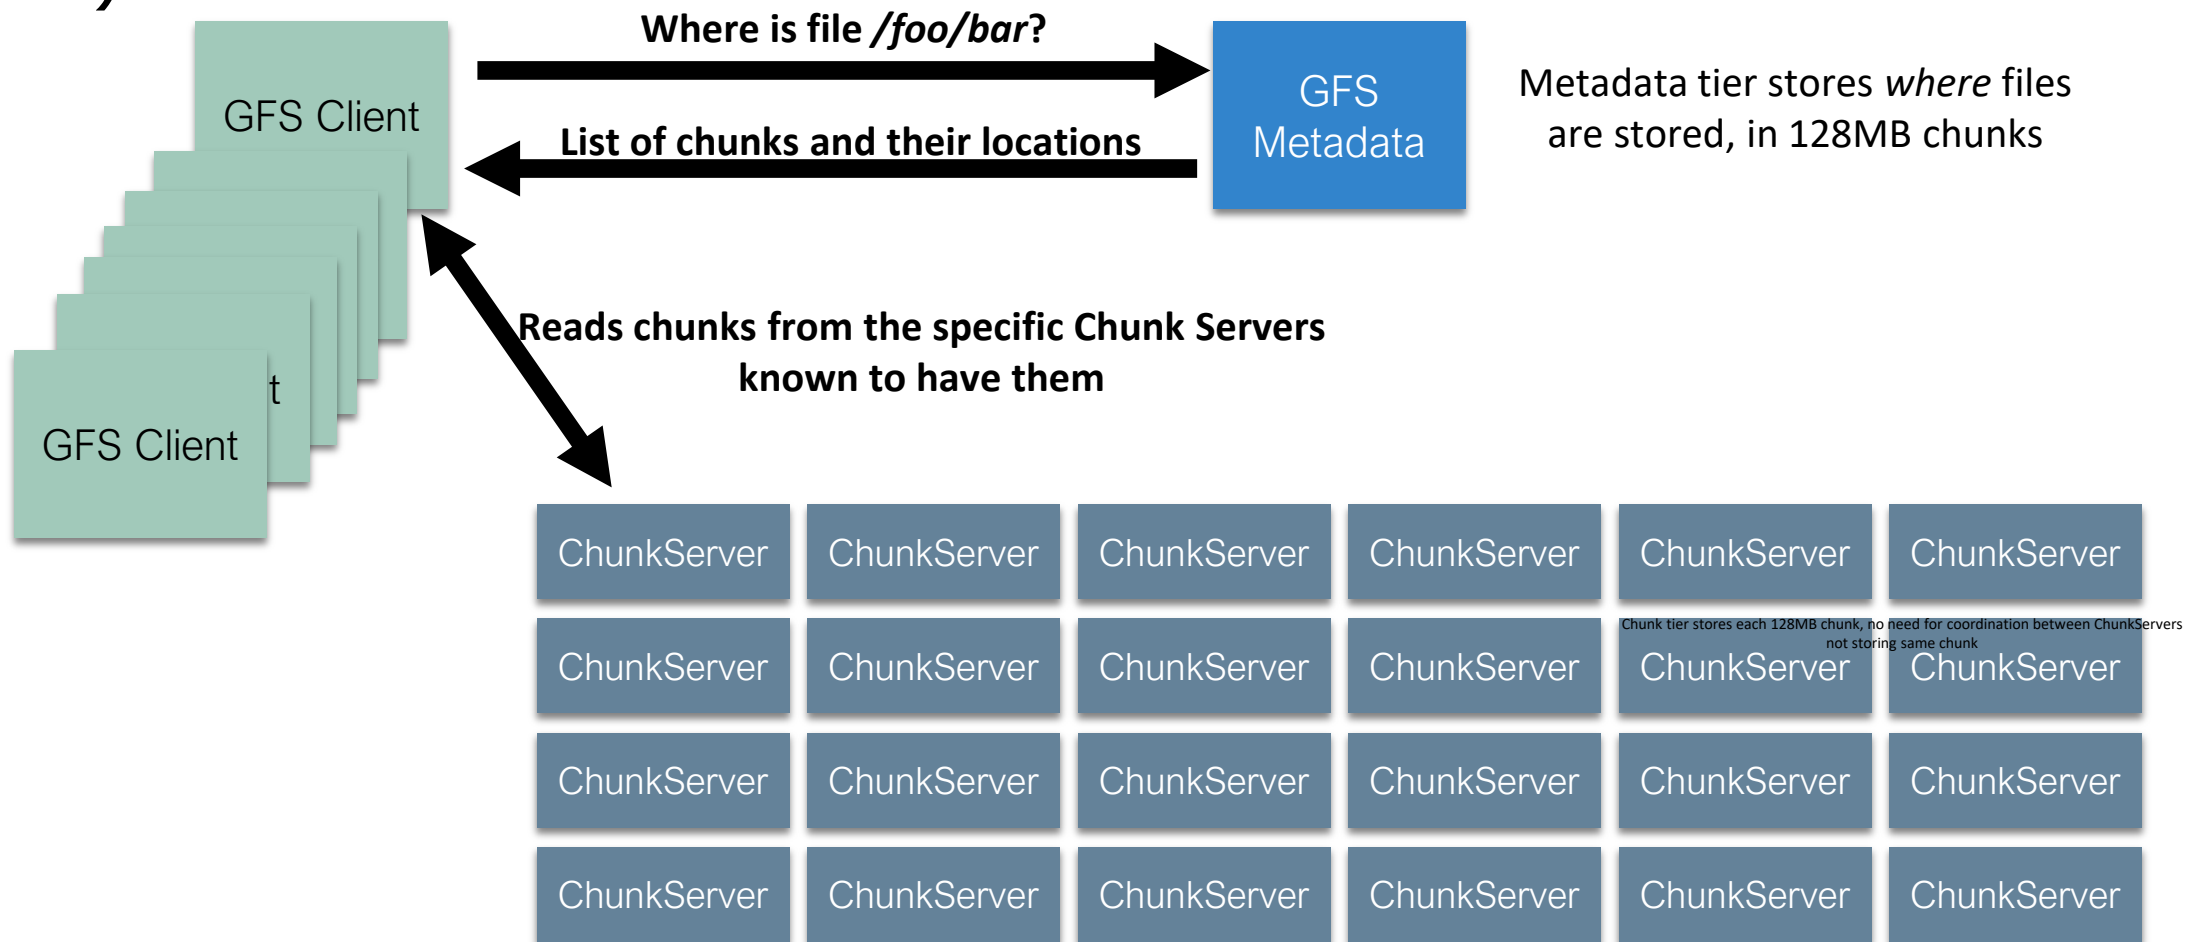 Where is file /foo/bar?
GFS Client
List of chunks and their locations
GFS
Metadata
Metadata tier stores where files
are stored, in 128MB chunks
Reads chunks from the specific Chunk Servers
known to have them
t
GFS Client
ChunkServer ChunkServer ChunkServer ChunkServer ChunkServer ChunkServer
Chunk tier stores each 128MB chunk, no need for coordination between ChunkServers
not storing same chunk
ChunkServer ChunkServer ChunkServer ChunkServer ChunkServer ChunkServer
ChunkServer ChunkServer ChunkServer ChunkServer ChunkServer ChunkServer
ChunkServer ChunkServer ChunkServer ChunkServer ChunkServer ChunkServer